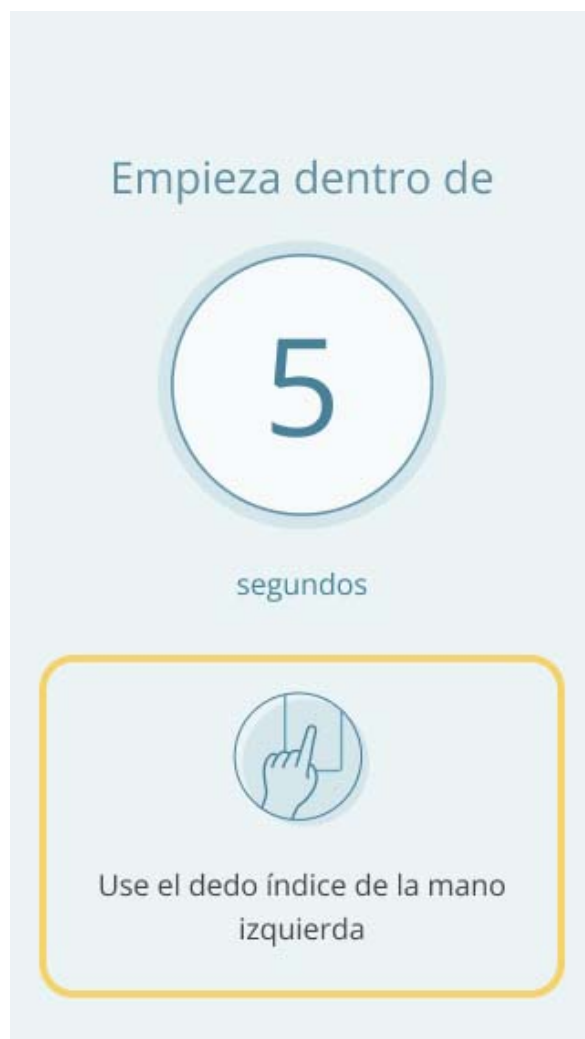 Empieza dentro de
5
segundos
Use el dedo índice de la mano
izquierda